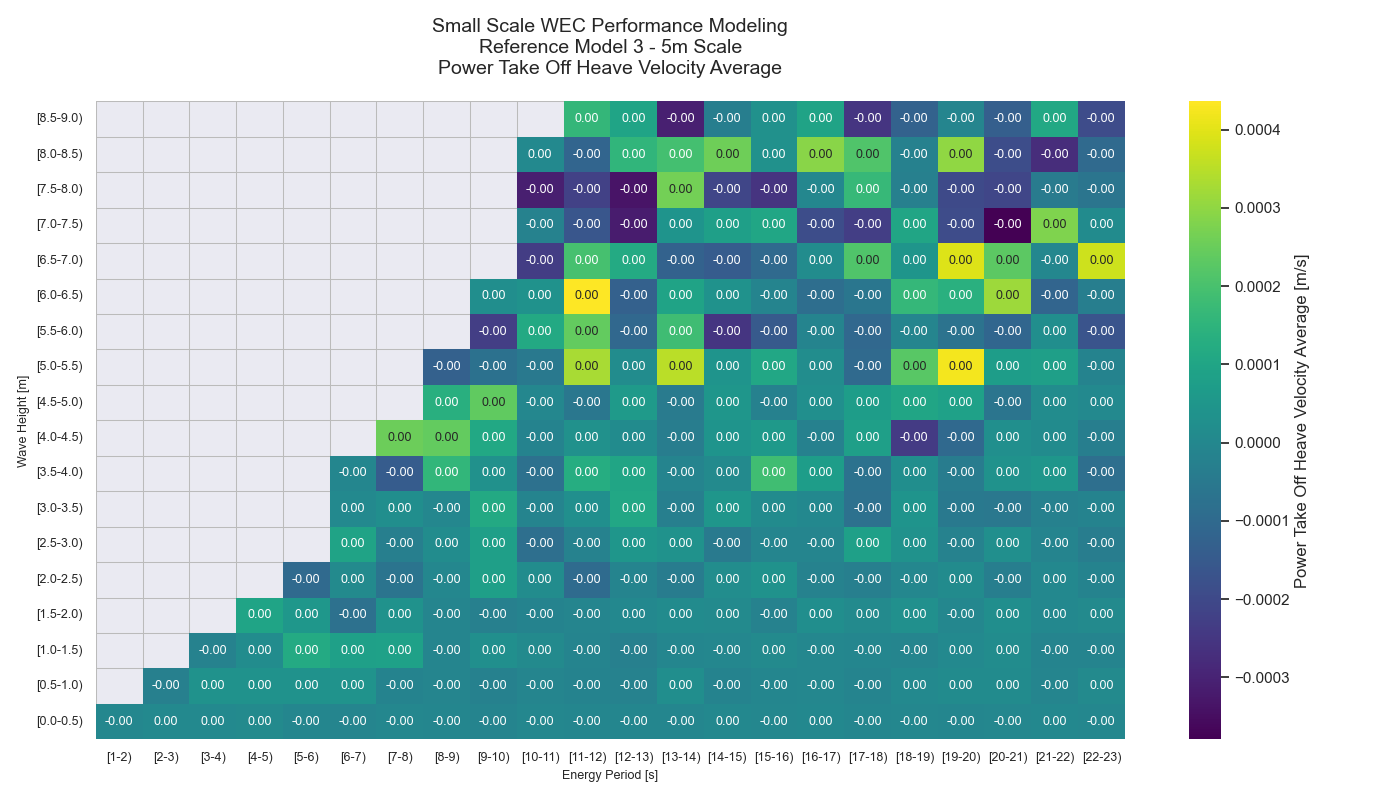 Small Scale WEC Performance Modeling
Reference Model 3 - 5m Scale
Power Take Off Heave Velocity Average
[8.5-9.0) 0.00 0.00 -0.00 -0.00 0.00 0.00 -0.00 -0.00 -0.00 -0.00 0.00 -0.00
[8.0-8.5) 0.00 -0.00 0.00 0.00 0.00 0.00 0.00 0.00 -0.00 0.00 -0.00 -0.00 -0.00
[7.5-8.0) -0.00 -0.00 -0.00 0.00 -0.00 -0.00 -0.00 0.00 -0.00 -0.00 -0.00 -0.00 -0.00
[7.0-7.5) -0.00 -0.00 -0.00 0.00 0.00 0.00 -0.00 -0.00 0.00 -0.00 -0.00 0.00 0.00
[6.5-7.0) -0.00 0.00 0.00 -0.00 -0.00 -0.00 0.00 0.00 0.00 0.00 0.00 -0.00 0.00
[6.0-6.5) 0.00 0.00 0.00 -0.00 0.00 0.00 -0.00 -0.00 -0.00 0.00 0.00 0.00 -0.00 -0.00
[5.5-6.0) -0.00 0.00 0.00 -0.00 0.00 -0.00 -0.00 -0.00 -0.00 -0.00 -0.00 -0.00 0.00 -0.00
[5.0-5.5) -0.00 -0.00 -0.00 0.00 0.00 0.00 0.00 0.00 0.00 -0.00 0.00 0.00 0.00 0.00 -0.00
[4.5-5.0) 0.00 0.00 -0.00 -0.00 0.00 -0.00 0.00 -0.00 0.00 0.00 0.00 0.00 -0.00 0.00 0.00
[4.0-4.5) 0.00 0.00 0.00 -0.00 0.00 0.00 -0.00 0.00 0.00 -0.00 0.00 -0.00 -0.00 0.00 0.00 -0.00
[3.5-4.0) -0.00 -0.00 0.00 0.00 -0.00 0.00 0.00 -0.00 0.00 0.00 0.00 -0.00 0.00 -0.00 0.00 0.00 -0.00
[3.0-3.5) 0.00 0.00 -0.00 0.00 -0.00 0.00 0.00 -0.00 0.00 0.00 0.00 -0.00 0.00 -0.00 0.00 -0.00 -0.00
[2.5-3.0) 0.00 -0.00 0.00 0.00 -0.00 -0.00 0.00 0.00 -0.00 -0.00 -0.00 0.00 0.00 -0.00 0.00 -0.00 -0.00
[2.0-2.5) -0.00 0.00 -0.00 -0.00 0.00 0.00 -0.00 -0.00 -0.00 0.00 0.00 -0.00 -0.00 -0.00 0.00 -0.00 0.00 -0.00
[1.5-2.0) 0.00 0.00 -0.00 0.00 -0.00 -0.00 -0.00 0.00 0.00 0.00 0.00 -0.00 0.00 0.00 -0.00 0.00 0.00 0.00 0.00
[1.0-1.5) -0.00 0.00 0.00 0.00 0.00 -0.00 0.00 0.00 -0.00 -0.00 -0.00 -0.00 0.00 -0.00 0.00 -0.00 0.00 0.00 -0.00 -0.00
[0.5-1.0) -0.00 0.00 0.00 0.00 0.00 -0.00 -0.00 -0.00 -0.00 -0.00 -0.00 0.00 -0.00 -0.00 -0.00 -0.00 0.00 0.00 0.00 -0.00 0.00
[0.0-0.5) -0.00 0.00 0.00 0.00 -0.00 -0.00 -0.00 -0.00 -0.00 -0.00 -0.00 -0.00 -0.00 0.00 -0.00 -0.00 -0.00 -0.00 -0.00 -0.00 0.00 -0.00
[1-2) [2-3) [3-4) [4-5) [5-6) [6-7) [7-8) [8-9) [9-10) [10-11) [11-12) [12-13) [13-14) [14-15) [15-16) [16-17) [17-18) [18-19) [19-20) [20-21) [21-22) [22-23)
Energy Period [s]
Wave Height [m]
0.0004
0.0003
0.0002
0.0001
0.0000
−0.0001
−0.0002
−0.0003
Power Take Off Heave Velocity Average [m/s]